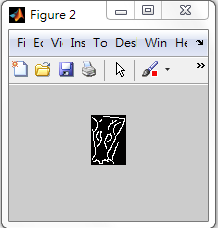 Figure 2
Fi Ec Vi Ins To Des Win He